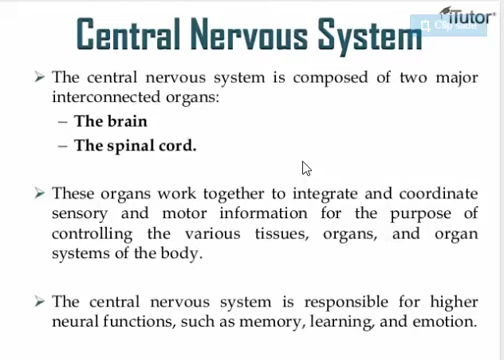 iTutor
Clip slide
Central Nervous System
➤ The central nervous system is composed of two major
interconnected organs:
– The brain
– The spinal cord.
➤ These organs work together to integrate and coordinate
sensory and motor information for the purpose of
controlling the various tissues, organs, and organ
systems of the body.
➤ The central nervous system is responsible for higher
neural functions, such as memory, learning, and emotion.